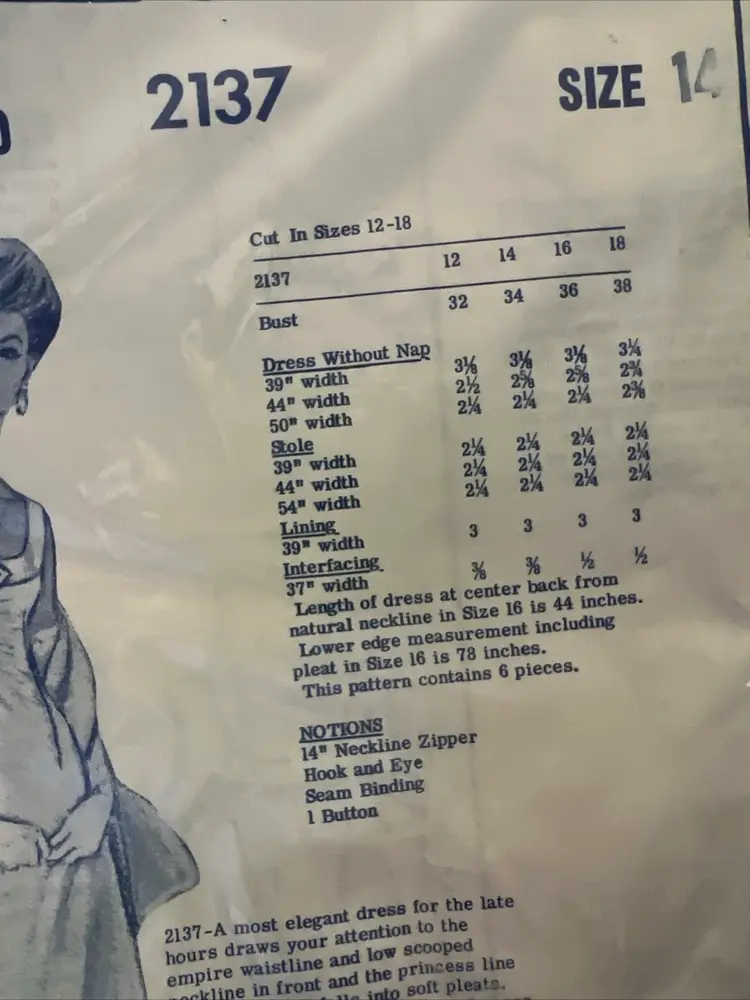 2137 SIZE 14
Cut In Sizes 12-18
2137 12 14 16 18
Bust 32 34 36 38
Dress Without Nap
39" width 3⅛ 3⅛ 3⅛ 3¼
44" width 2½ 2⅝ 2⅝ 2¾
50" width 2¼ 2¼ 2¼ 2⅜
Stole
39" width 2¼ 2¼ 2¼ 2¼
44" width 2¼ 2¼ 2¼ 2¼
54" width 2¼ 2¼ 2¼ 2¼
Lining
39" width 3 3 3 3
Interfacing
37" width ⅜ ⅜ ½ ½
Length of dress at center back from
natural neckline in Size 16 is 44 inches.
Lower edge measurement including
pleat in Size 16 is 78 inches.
This pattern contains 6 pieces.
NOTIONS
14" Neckline Zipper
Hook and Eye
Seam Binding
1 Button
2137-A most elegant dress for the late
hours draws your attention to the
empire waistline and low scooped
neckline in front and the princess line
into soft pleats.